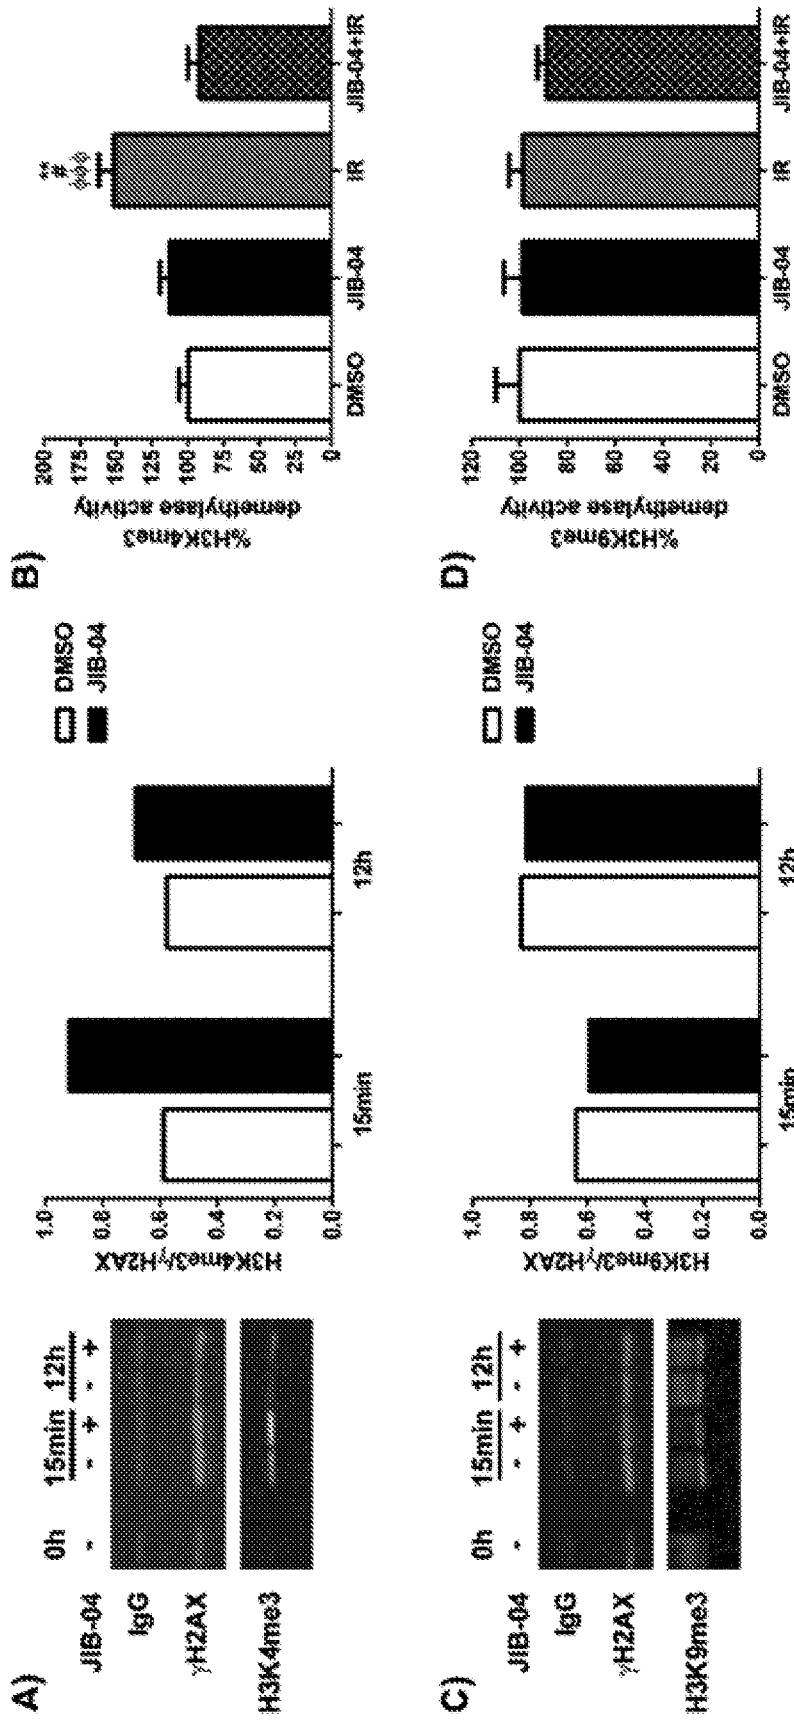 A)
0h 15min 12h
JIB-04 - - + - +
IgG
γH2AX
H3K4me3
H3K4me3/γH2AX
1.0
0.8
0.6
0.4
0.2
0.0
15min 12h
DMSO
JIB-04
B)
%H3K4me3
demethylase activity
200
175
150
125
100
75
50
25
0
**
#
ϕϕϕ
DMSO JIB-04 IR JIB-04+IR
C)
0h 15min 12h
JIB-04 - - + - +
IgG
γH2AX
H3K9me3
H3K9me3/γH2AX
1.0
0.8
0.6
0.4
0.2
0.0
15min 12h
DMSO
JIB-04
D)
%H3K9me3
demethylase activity
120
100
80
60
40
20
0
DMSO JIB-04 IR JIB-04+IR